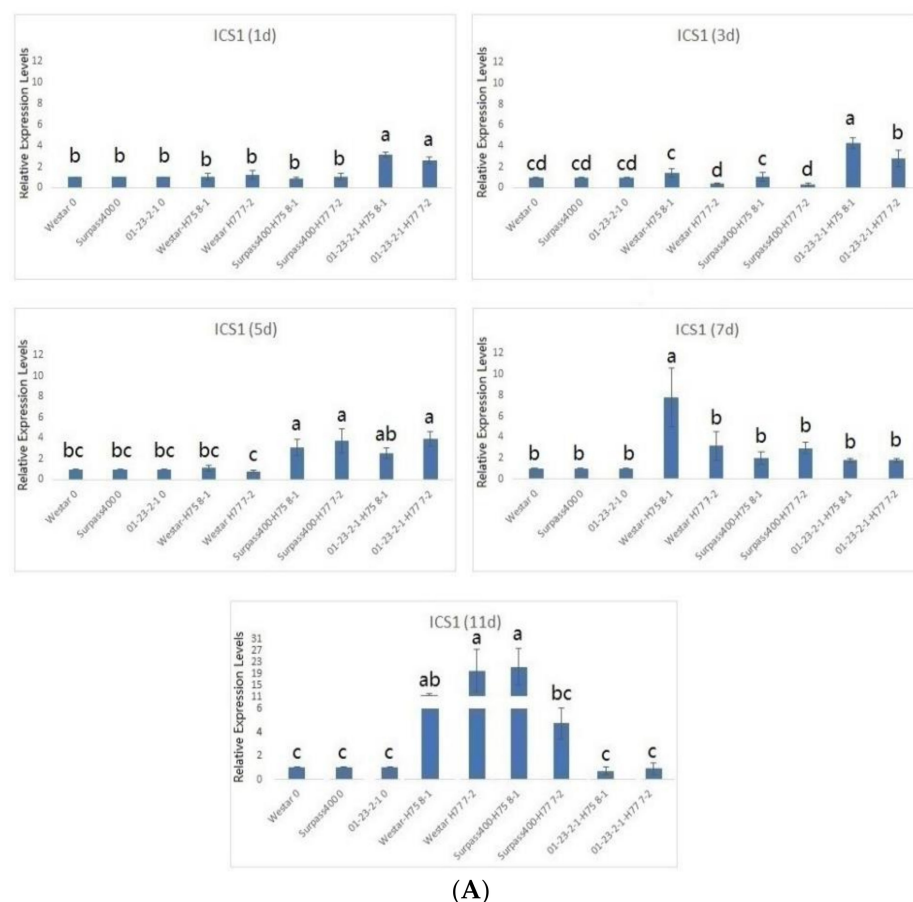 ICS1 (1d)
Relative Expression Levels
12
10
8
6
4
2
0
b b b b b b b a a
Westar 0
Surpass400 0
01-23-2-1 0
Westar-H75 8-1
Westar H77 7-2
Surpass400-H75 8-1
Surpass400-H77 7-2
01-23-2-1-H75 8-1
01-23-2-1-H77 7-2
ICS1 (3d)
Relative Expression Levels
12
10
8
6
4
2
0
cd cd cd c d c d a b
Westar 0
Surpass400 0
01-23-2-1 0
Westar-H75 8-1
Westar H77 7-2
Surpass400-H75 8-1
Surpass400-H77 7-2
01-23-2-1-H75 8-1
01-23-2-1-H77 7-2
ICS1 (5d)
Relative Expression Levels
12
10
8
6
4
2
0
bc bc bc bc c a a ab a
Westar 0
Surpass400 0
01-23-2-1 0
Westar-H75 8-1
Westar H77 7-2
Surpass400-H75 8-1
Surpass400-H77 7-2
01-23-2-1-H75 8-1
01-23-2-1-H77 7-2
ICS1 (7d)
Relative Expression Levels
12
10
8
6
4
2
0
b b b a b b b b b
Westar 0
Surpass400 0
01-23-2-1 0
Westar-H75 8-1
Westar H77 7-2
Surpass400-H75 8-1
Surpass400-H77 7-2
01-23-2-1-H75 8-1
01-23-2-1-H77 7-2
ICS1 (11d)
Relative Expression Levels
31
27
23
19
15
11
6
4
2
0
c c c ab a a bc c c
Westar 0
Surpass400 0
01-23-2-1 0
Westar-H75 8-1
Westar H77 7-2
Surpass400-H75 8-1
Surpass400-H77 7-2
01-23-2-1-H75 8-1
01-23-2-1-H77 7-2
(A)